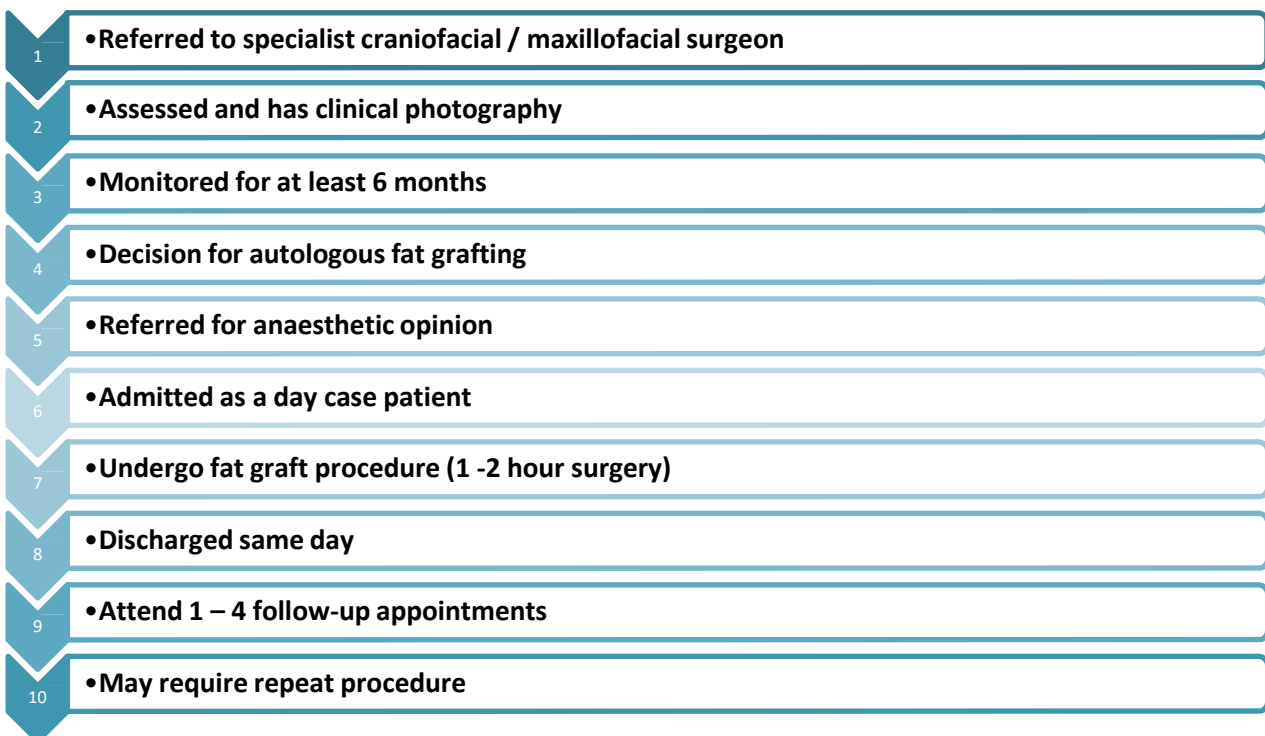 1
•Referred to specialist craniofacial / maxillofacial surgeon
2
•Assessed and has clinical photography
3
•Monitored for at least 6 months
4
•Decision for autologous fat grafting
5
•Referred for anaesthetic opinion
6
•Admitted as a day case patient
7
•Undergo fat graft procedure (1 -2 hour surgery)
8
•Discharged same day
9
•Attend 1 – 4 follow-up appointments
10
•May require repeat procedure